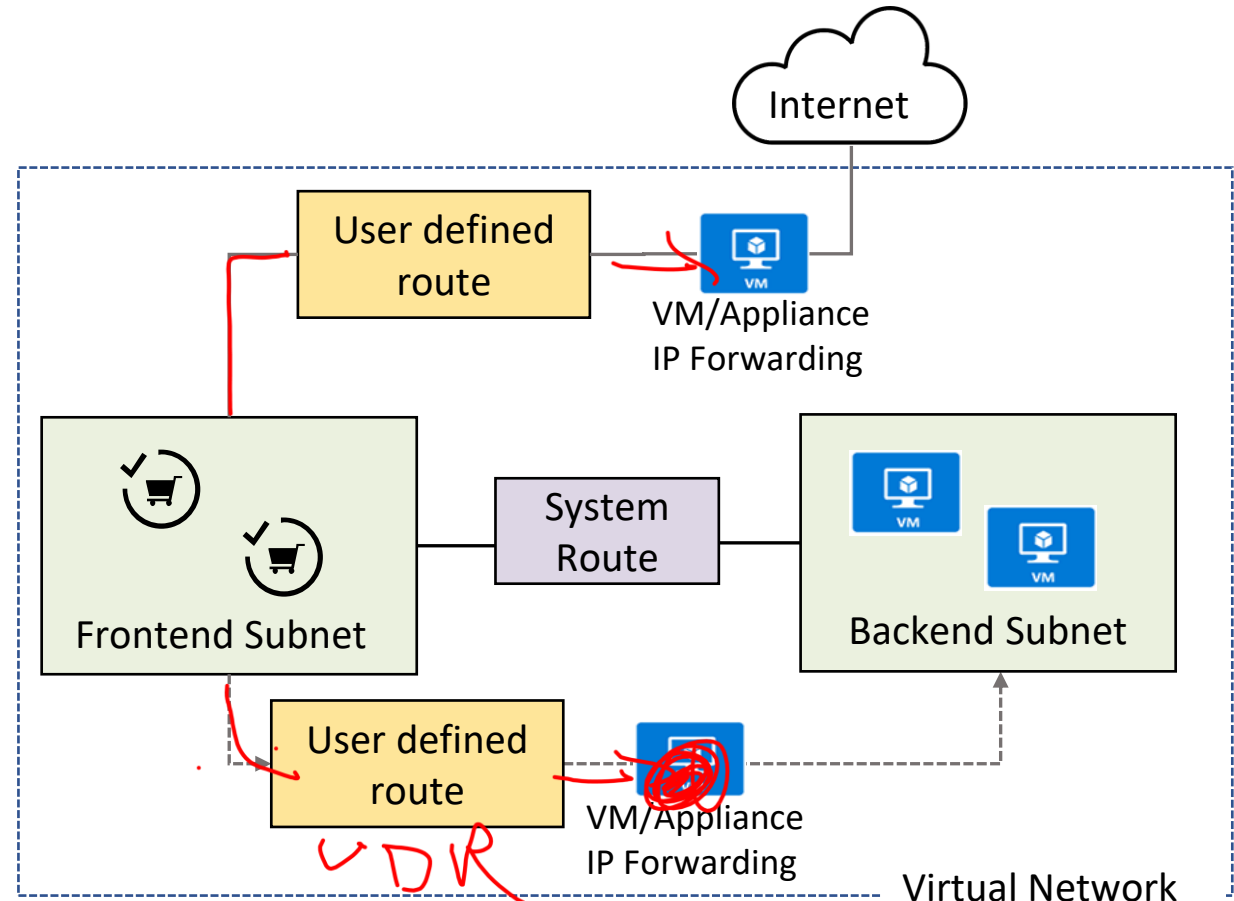 Internet
User defined
route
VM
VM/Appliance
IP Forwarding
System
Route
VM
VM
Frontend Subnet
Backend Subnet
User defined
route
VM/Appliance
IP Forwarding
UDR
Virtual Network